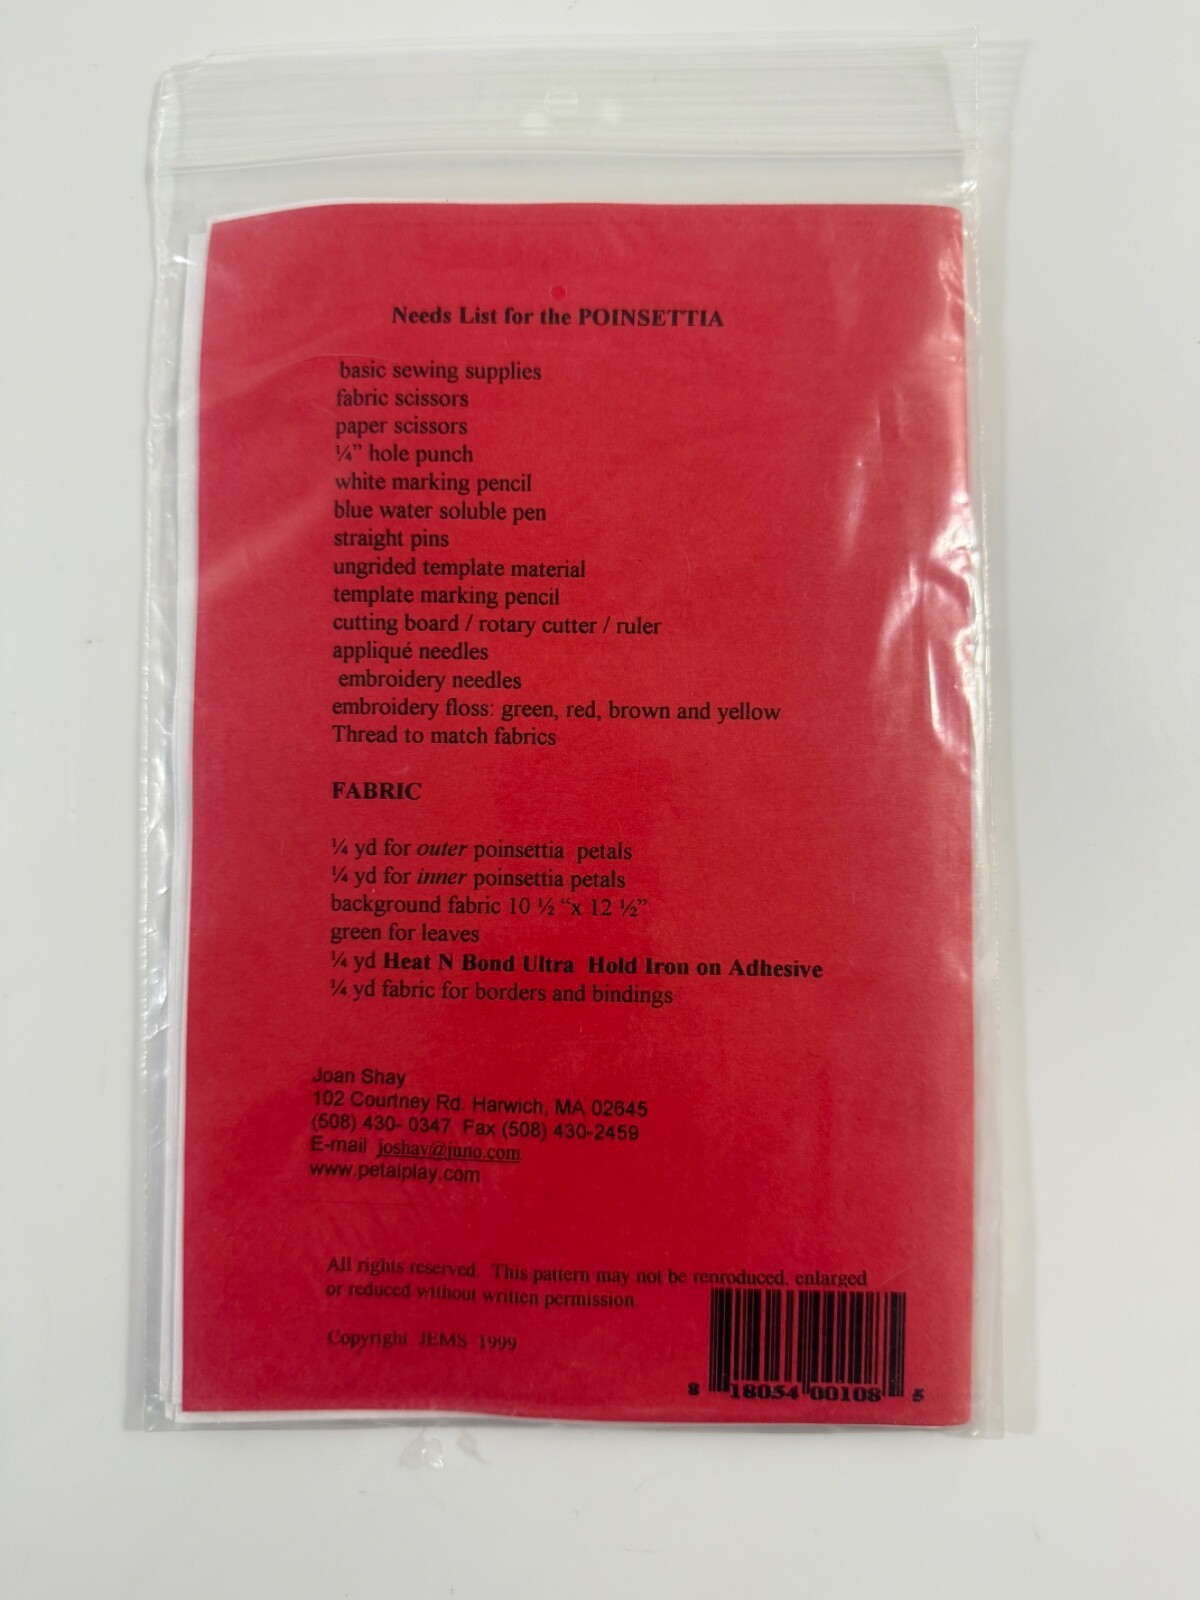 Needs List for the POINSETTIA
basic sewing supplies
fabric scissors
paper scissors
¼” hole punch
white marking pencil
blue water soluble pen
straight pins
ungrided template material
template marking pencil
cutting board / rotary cutter / ruler
appliqué needles
embroidery needles
embroidery floss: green, red, brown and yellow
Thread to match fabrics
FABRIC
¼ yd for outer poinsettia petals
¼ yd for inner poinsettia petals
background fabric 10 ½ “x 12 ½”
green for leaves
¼ yd Heat N Bond Ultra Hold Iron on Adhesive
¼ yd fabric for borders and bindings
Joan Shay
102 Courtney Rd. Harwich, MA 02645
(508) 430- 0347 Fax (508) 430-2459
E-mail joshay@juno.com
www.petalplay.com
All rights reserved. This pattern may not be reproduced, enlarged
or reduced without written permission.
Copyright JEMS 1999
8 18034 00108 5